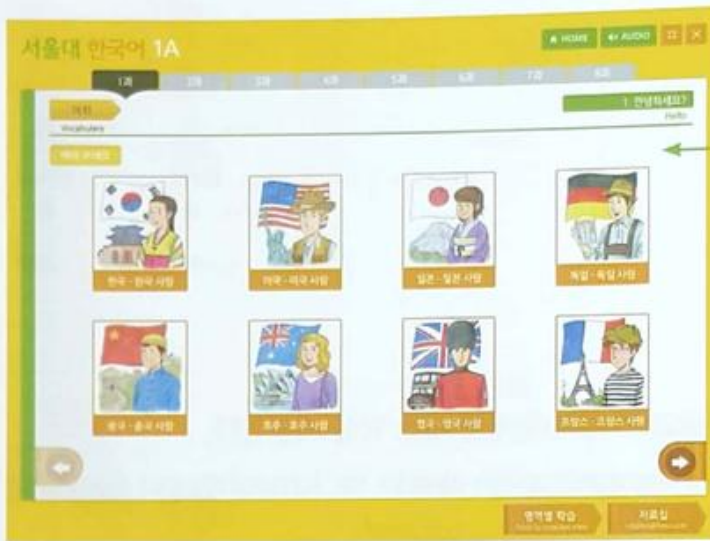 서울대 한국어 1A
HOME
AUDIO
1과 2과 3과 4과 5과 6과 7과 8과
어휘
Vocabulary
1. 안녕하세요?
Hello
한국 - 한국 사람
미국 - 미국 사람
일본 - 일본 사람
독일 - 독일 사람
중국 - 중국 사람
호주 - 호주 사람
영국 - 영국 사람
프랑스 - 프랑스 사람
영역별 학습
자료실